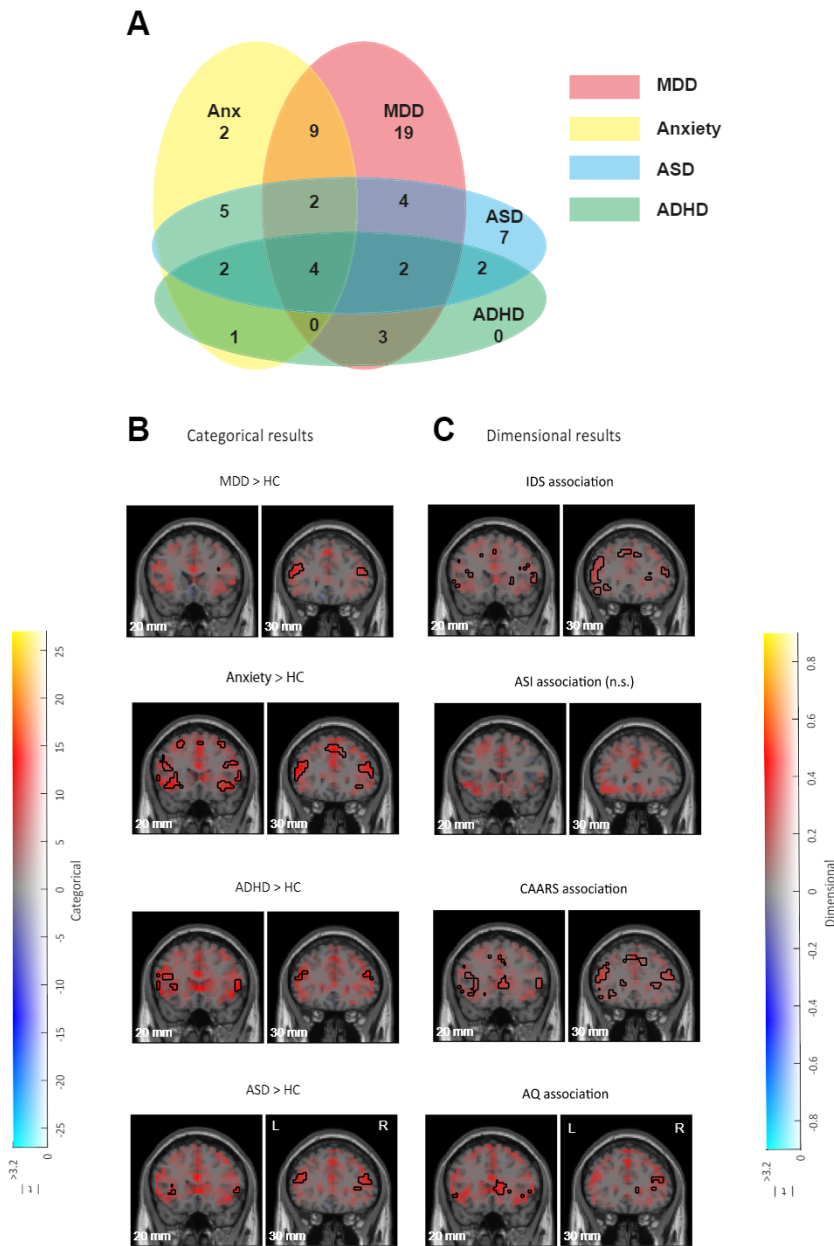 A
Anx
2
9
MDD
19
5
2
4
ASD
7
2
4
2
2
1
0
3
ADHD
0
MDD
Anxiety
ASD
ADHD
B
Categorical results
C
Dimensional results
MDD > HC
IDS association
20 mm
30 mm
20 mm
30 mm
Anxiety > HC
ASI association (n.s.)
20 mm
30 mm
20 mm
30 mm
ADHD > HC
CAARS association
20 mm
30 mm
20 mm
30 mm
ASD > HC
AQ association
L
R
L
R
20 mm
30 mm
20 mm
30 mm
25
20
15
10
5
0
-5
-10
-15
-20
-25
Categorical
>3.2
0
| t |
0.8
0.6
0.4
0.2
0
-0.2
-0.4
-0.6
-0.8
Dimensional
>3.2
0
| t |